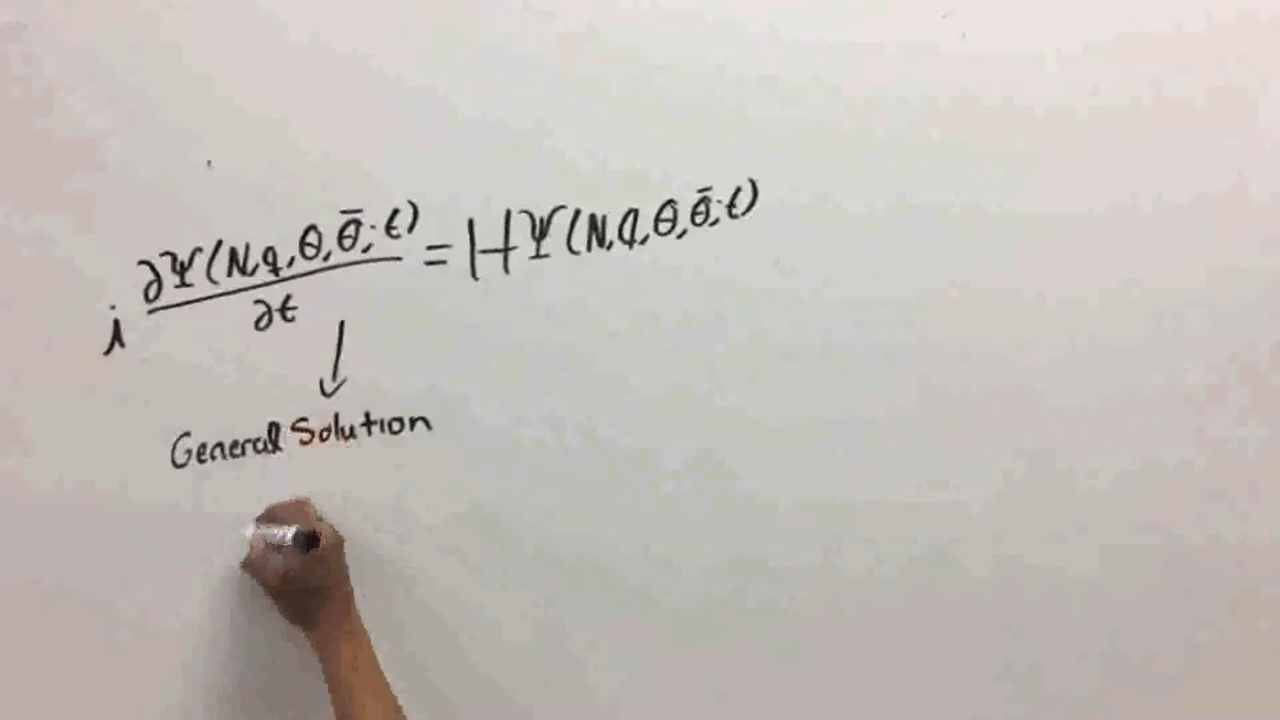 i ∂Ψ(N,q,θ,θ̄;t)/∂t = HΨ(N,q,θ,θ̄;t)
↓
General Solution